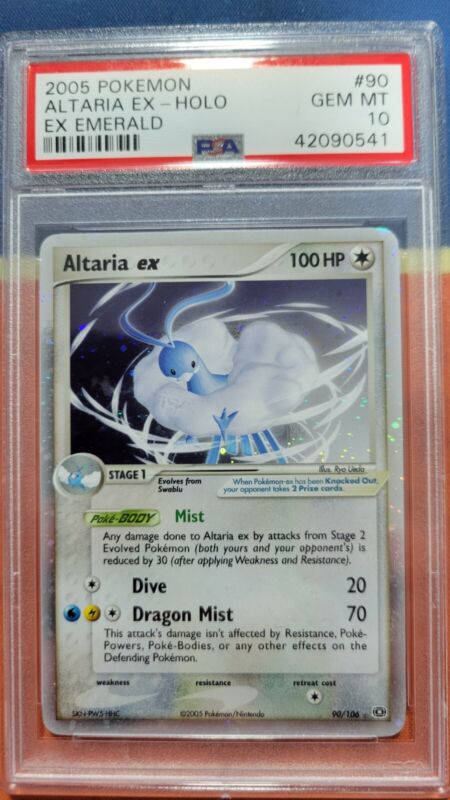 2005 POKEMON #90
ALTARIA EX-HOLO GEM MT
EX EMERALD 10
PSA 42090541
Altaria ex 100 HP
Illus. Ryo Ueda
STAGE 1
Evolves from
Swablu
When Pokémon-ex has been Knocked Out,
your opponent takes 2 Prize cards.
Poké-BODY Mist
Any damage done to Altaria ex by attacks from Stage 2
Evolved Pokémon (both yours and your opponent's) is
reduced by 30 (after applying Weakness and Resistance).
Dive 20
Dragon Mist 70
This attack's damage isn't affected by Resistance, Poké-
Powers, Poké-Bodies, or any other effects on the
Defending Pokémon.
weakness resistance retreat cost
©2005 Pokémon/Nintendo 90/106